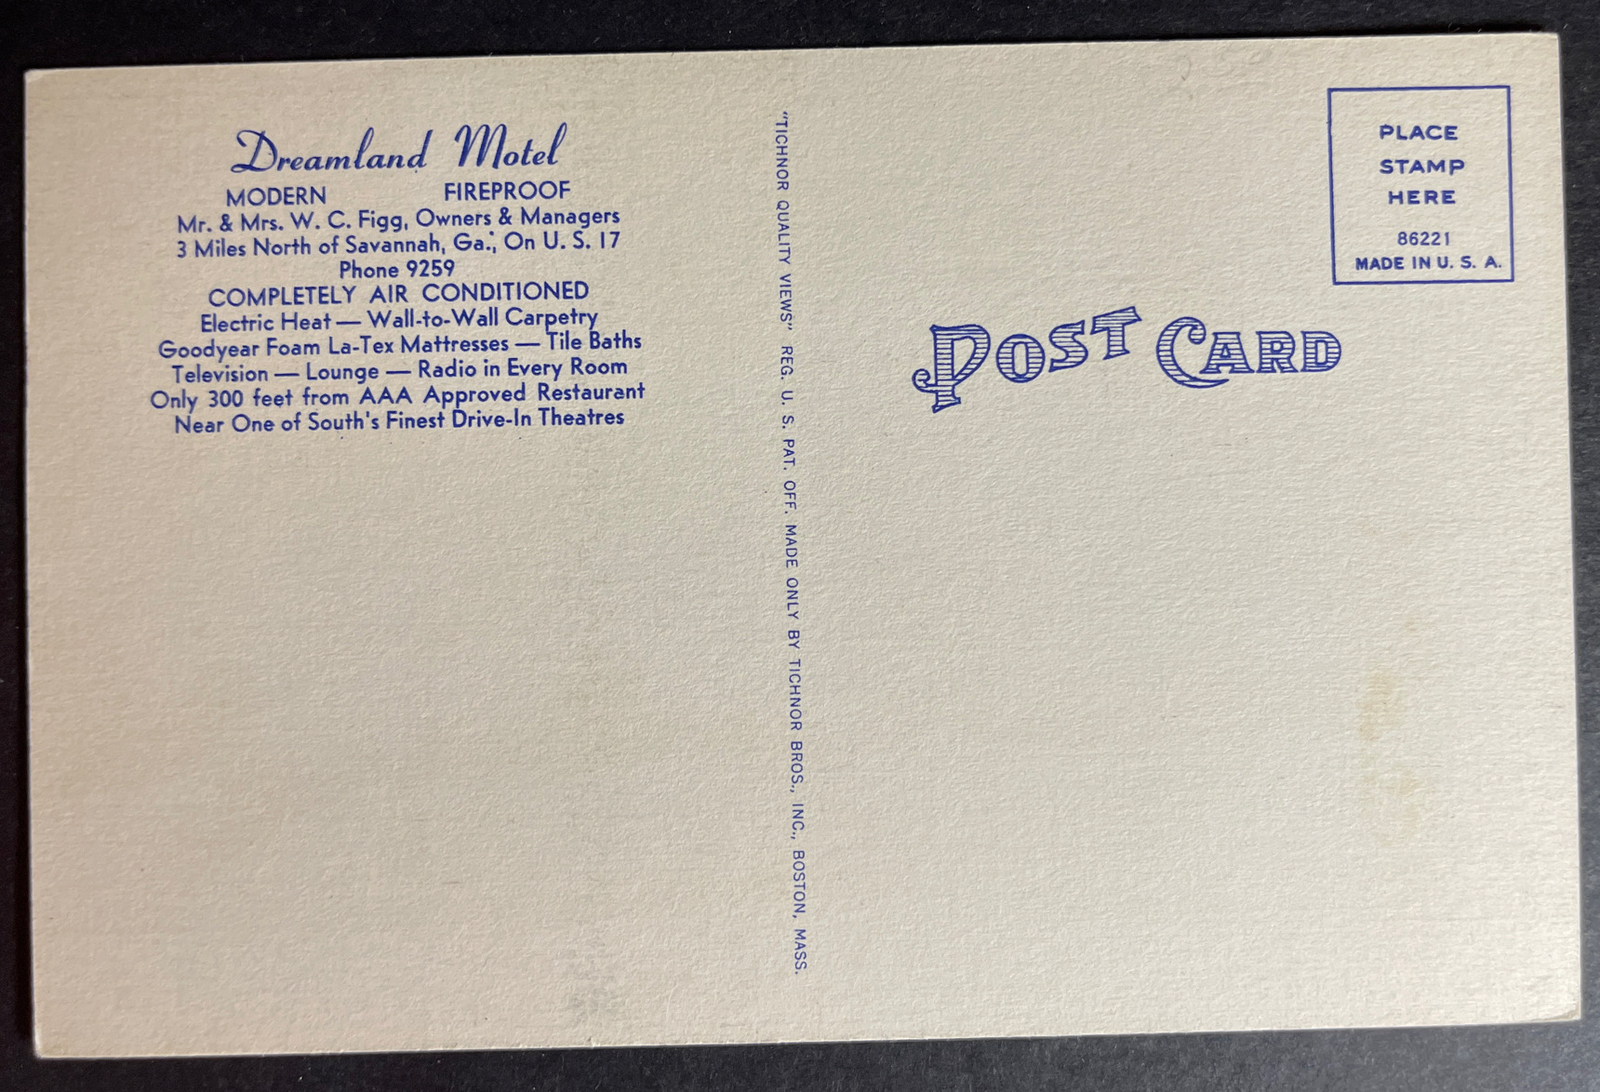 Dreamland Motel
MODERN FIREPROOF
Mr. & Mrs. W. C. Figg, Owners & Managers
3 Miles North of Savannah, Ga., On U. S. 17
Phone 9259
COMPLETELY AIR CONDITIONED
Electric Heat — Wall-to-Wall Carpetry
Goodyear Foam La-Tex Mattresses — Tile Baths
Television — Lounge — Radio in Every Room
Only 300 feet from AAA Approved Restaurant
Near One of South's Finest Drive-In Theatres
"TICHNOR QUALITY VIEWS" REG. U. S. PAT. OFF. MADE ONLY BY TICHNOR BROS., INC., BOSTON, MASS.
POST CARD
PLACE
STAMP
HERE
86221
MADE IN U. S. A.